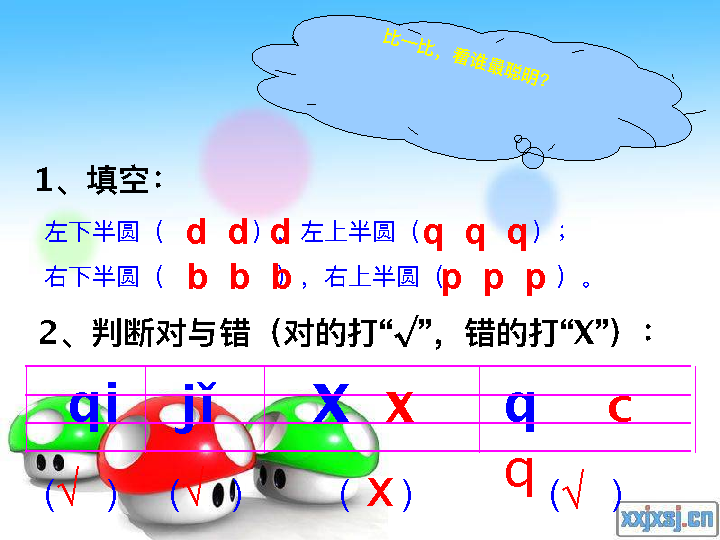 比一比，看谁最聪明?
1、填空：
左下半圆（ d d d ）左上半圆（q q q ）；
右下半圆（ b b b ），右上半圆（p p p ）。
2、判断对与错（对的打“√”，错的打“X”）：
qi jǐ X x q c
q
(√ ) (√ ) ( X ) (√ )
xxjxsj.cn